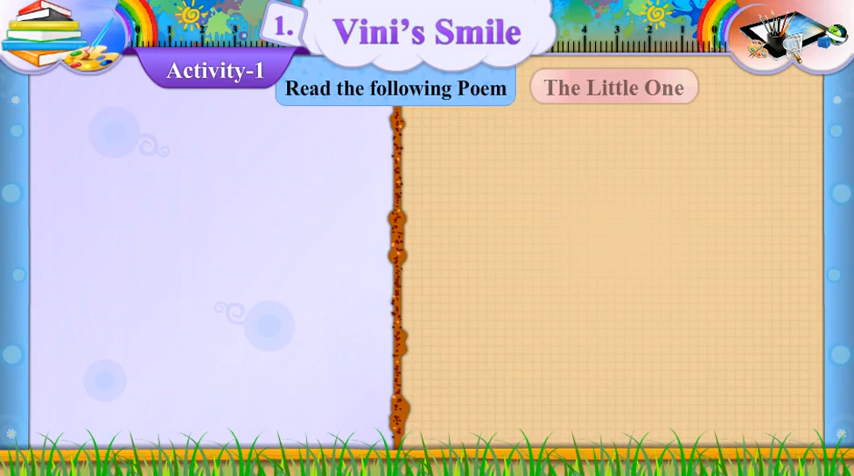 1.
Vini's Smile
Activity-1
Read the following Poem
The Little One